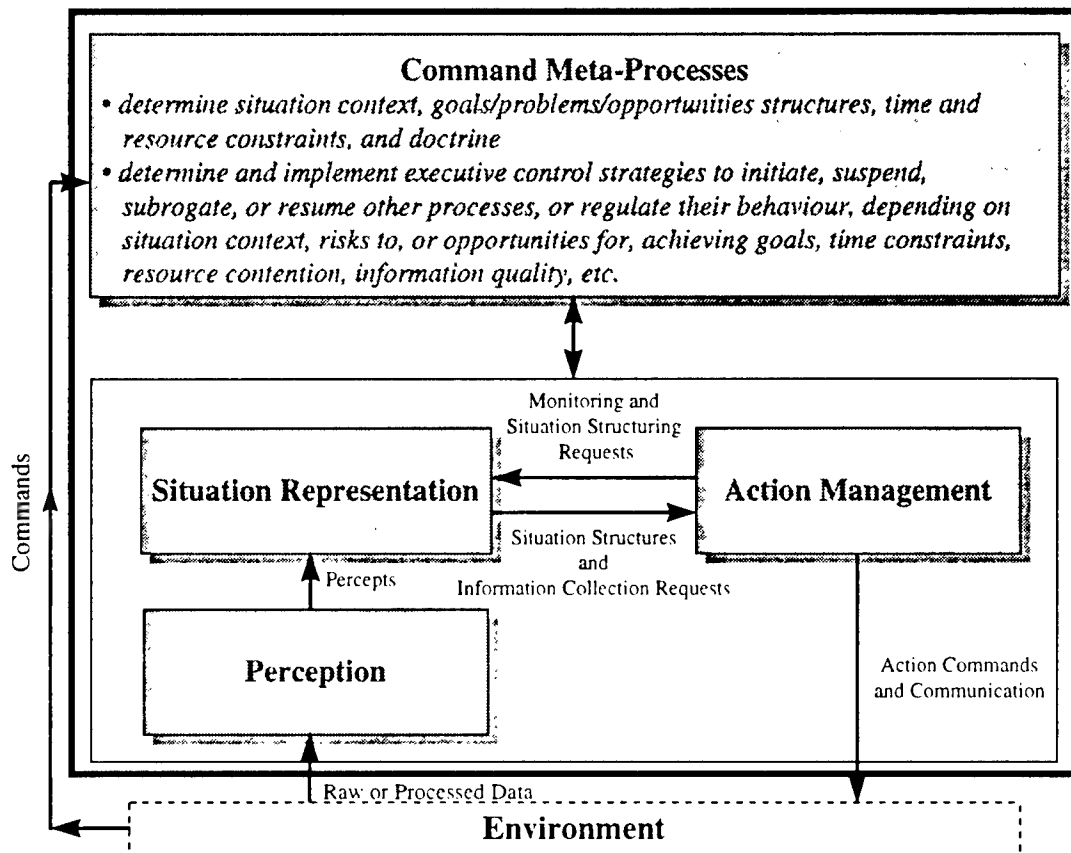 Command Meta-Processes
• determine situation context, goals/problems/opportunities structures, time and
resource constraints, and doctrine
• determine and implement executive control strategies to initiate, suspend,
subrogate, or resume other processes, or regulate their behaviour, depending on
situation context, risks to, or opportunities for, achieving goals, time constraints,
resource contention, information quality, etc.
Commands
Monitoring and
Situation Structuring
Requests
Situation Representation
Action Management
Situation Structures
and
Information Collection Requests
Percepts
Perception
Action Commands
and Communication
Raw or Processed Data
Environment